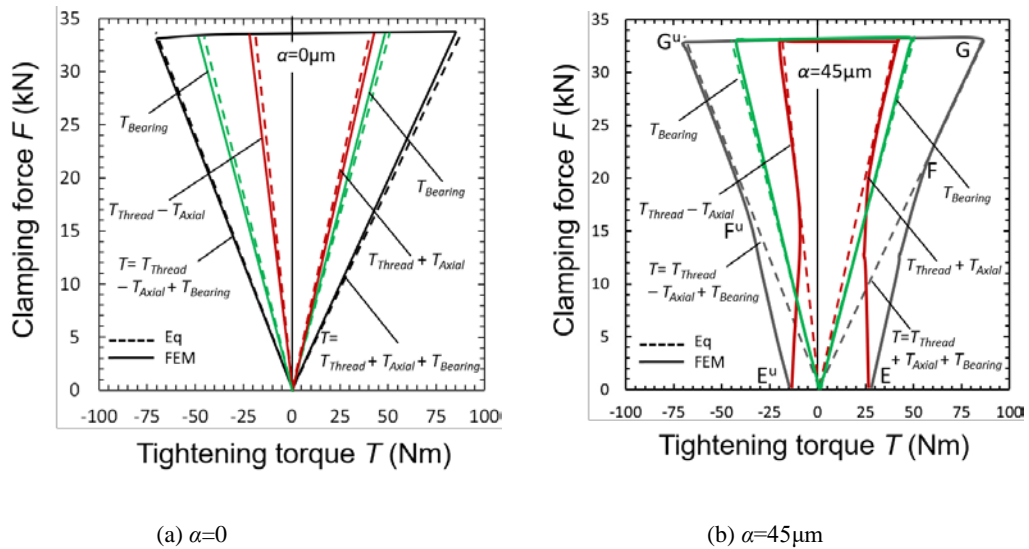 35
30
25
20
15
10
5
0
Clamping force F (kN)
α=0μm
T_Bearing
T_Bearing
T_Thread − T_Axial
T_Thread + T_Axial
T= T_Thread
− T_Axial + T_Bearing
T=
T_Thread + T_Axial + T_Bearing
Eq
FEM
-100 -75 -50 -25 0 25 50 75 100
Tightening torque T (Nm)
(a) α=0
35
30
25
20
15
10
5
0
Clamping force F (kN)
G^u
G
α=45μm
T_Bearing
T_Bearing
F
T_Thread − T_Axial
F^u
T_Thread + T_Axial
T= T_Thread
− T_Axial + T_Bearing
T=T_Thread
+ T_Axial + T_Bearing
Eq
FEM
E^u
E
-100 -75 -50 -25 0 25 50 75 100
Tightening torque T (Nm)
(b) α=45μm